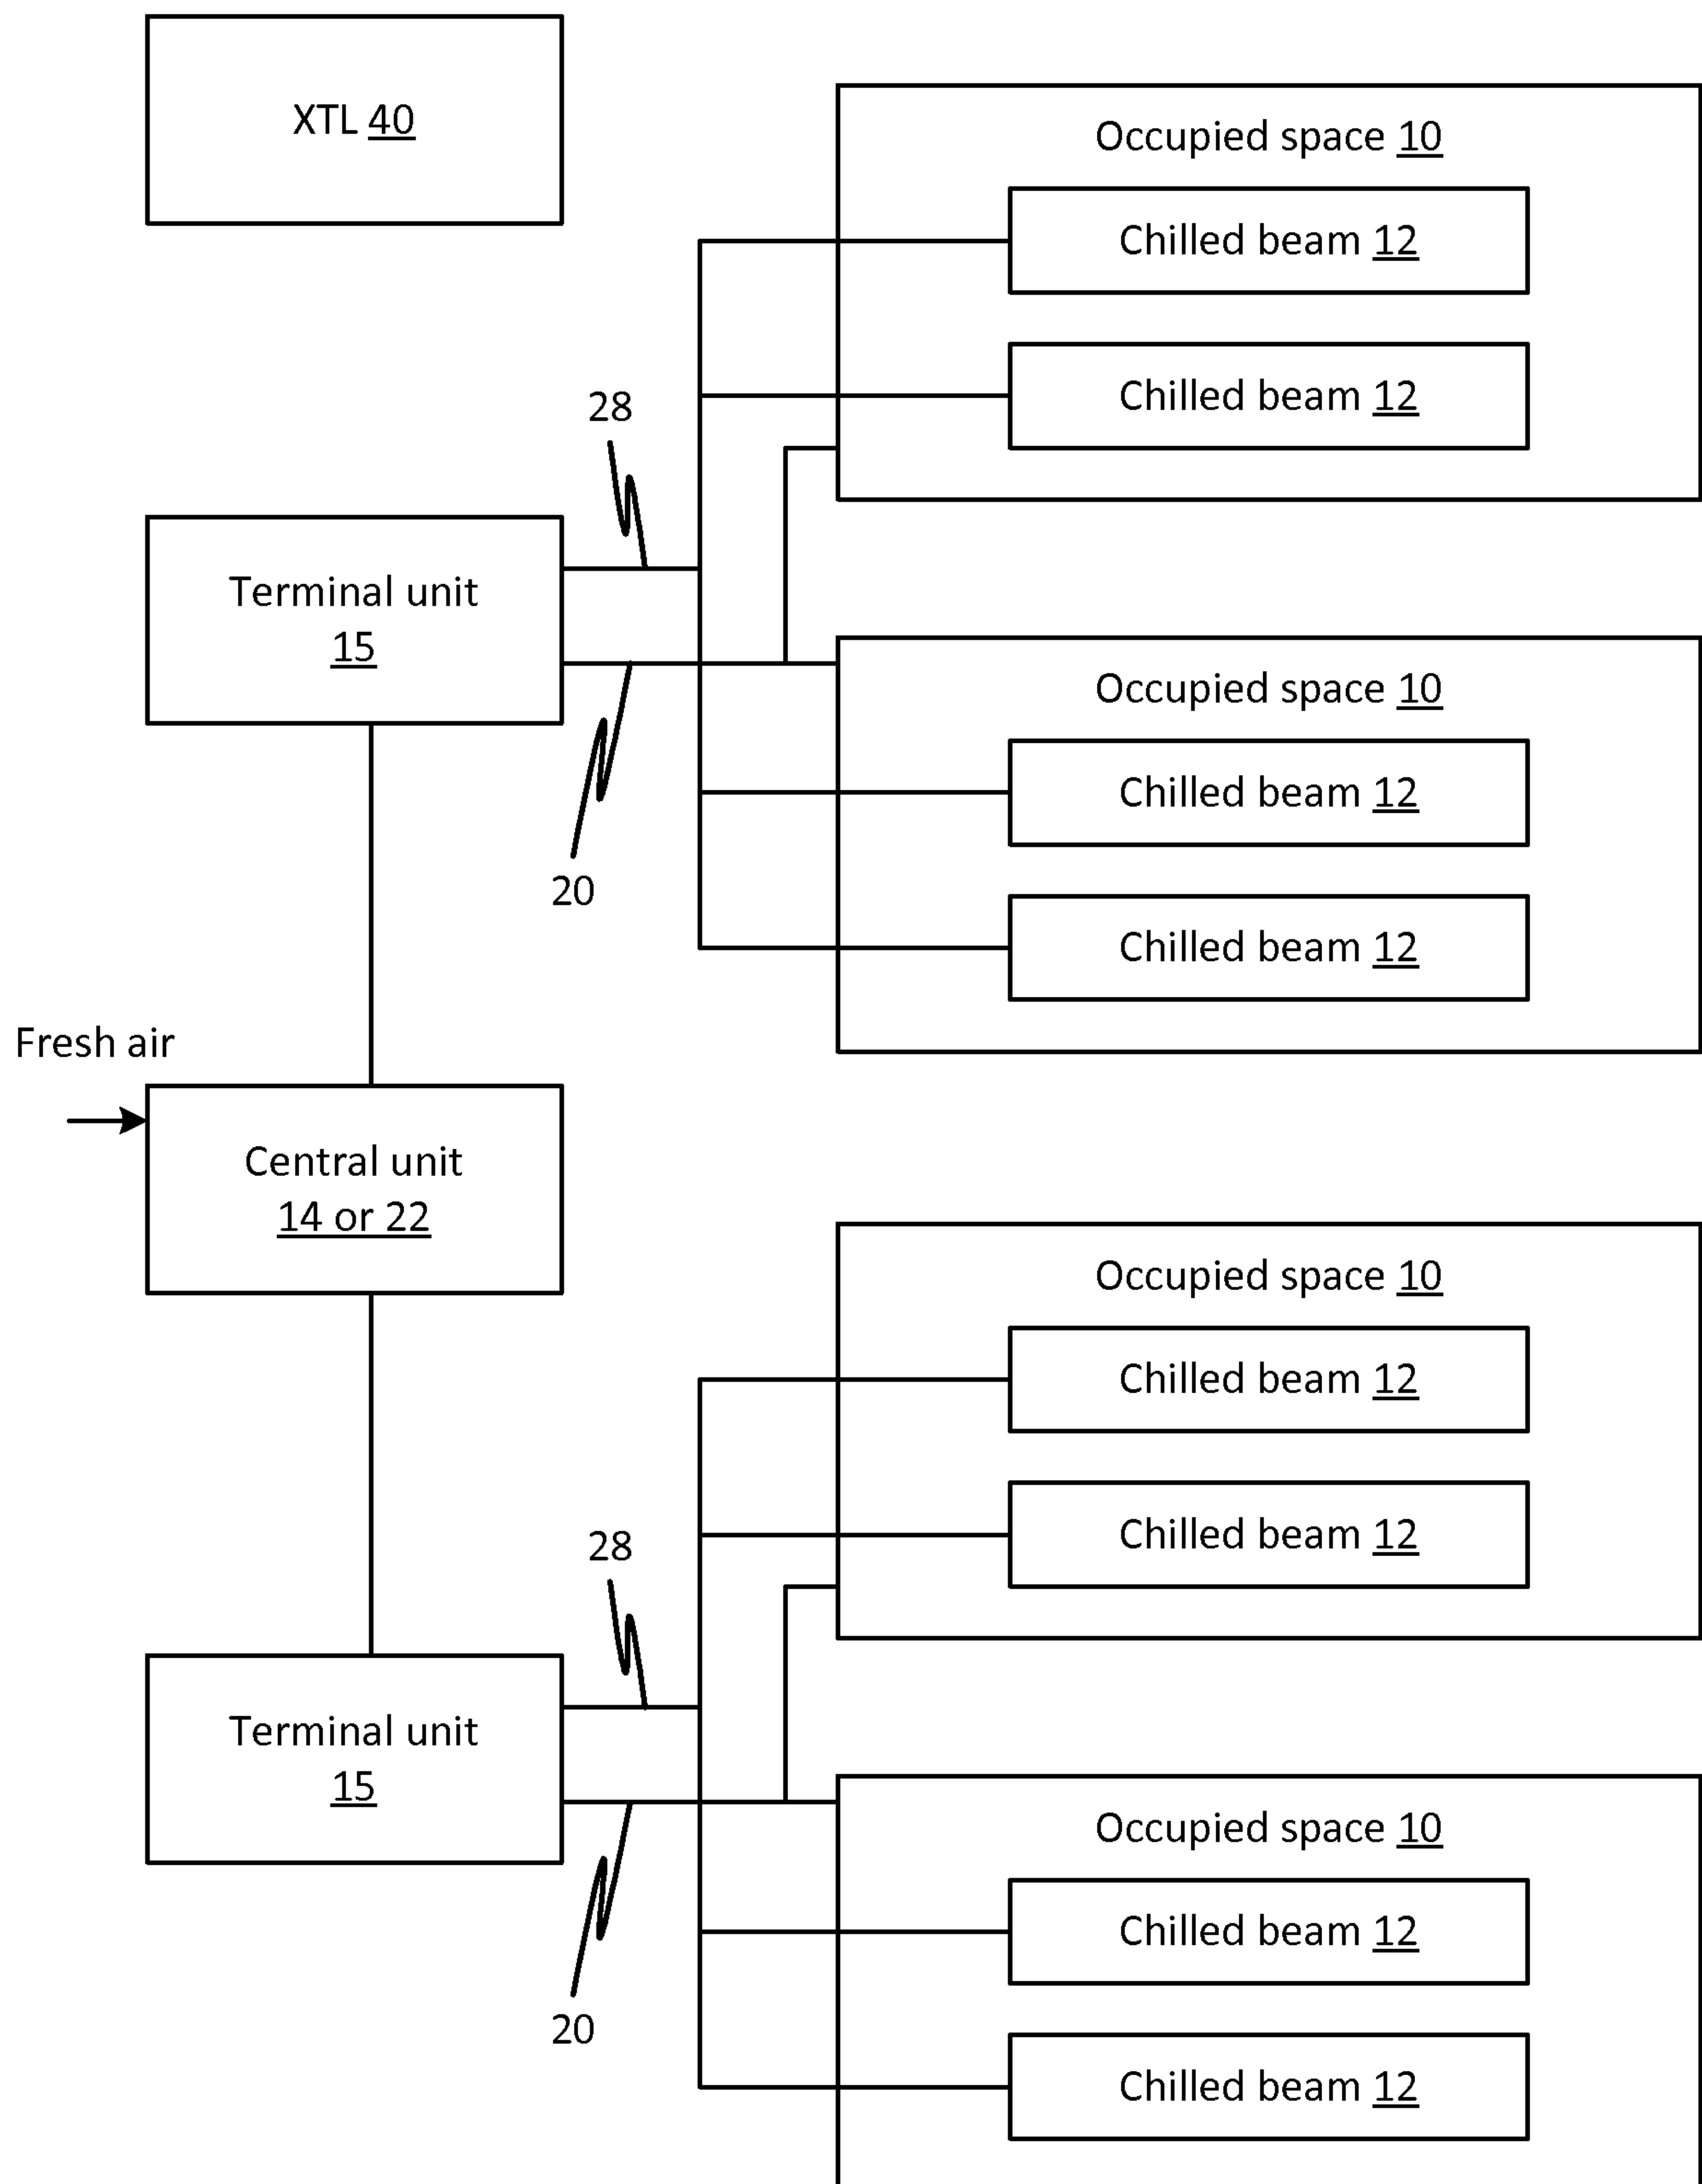 XTL 40
Occupied space 10
Chilled beam 12
Chilled beam 12
28
Terminal unit
15
20
Occupied space 10
Chilled beam 12
Chilled beam 12
Fresh air
Central unit
14 or 22
Occupied space 10
Chilled beam 12
Chilled beam 12
28
Terminal unit
15
20
Occupied space 10
Chilled beam 12
Chilled beam 12